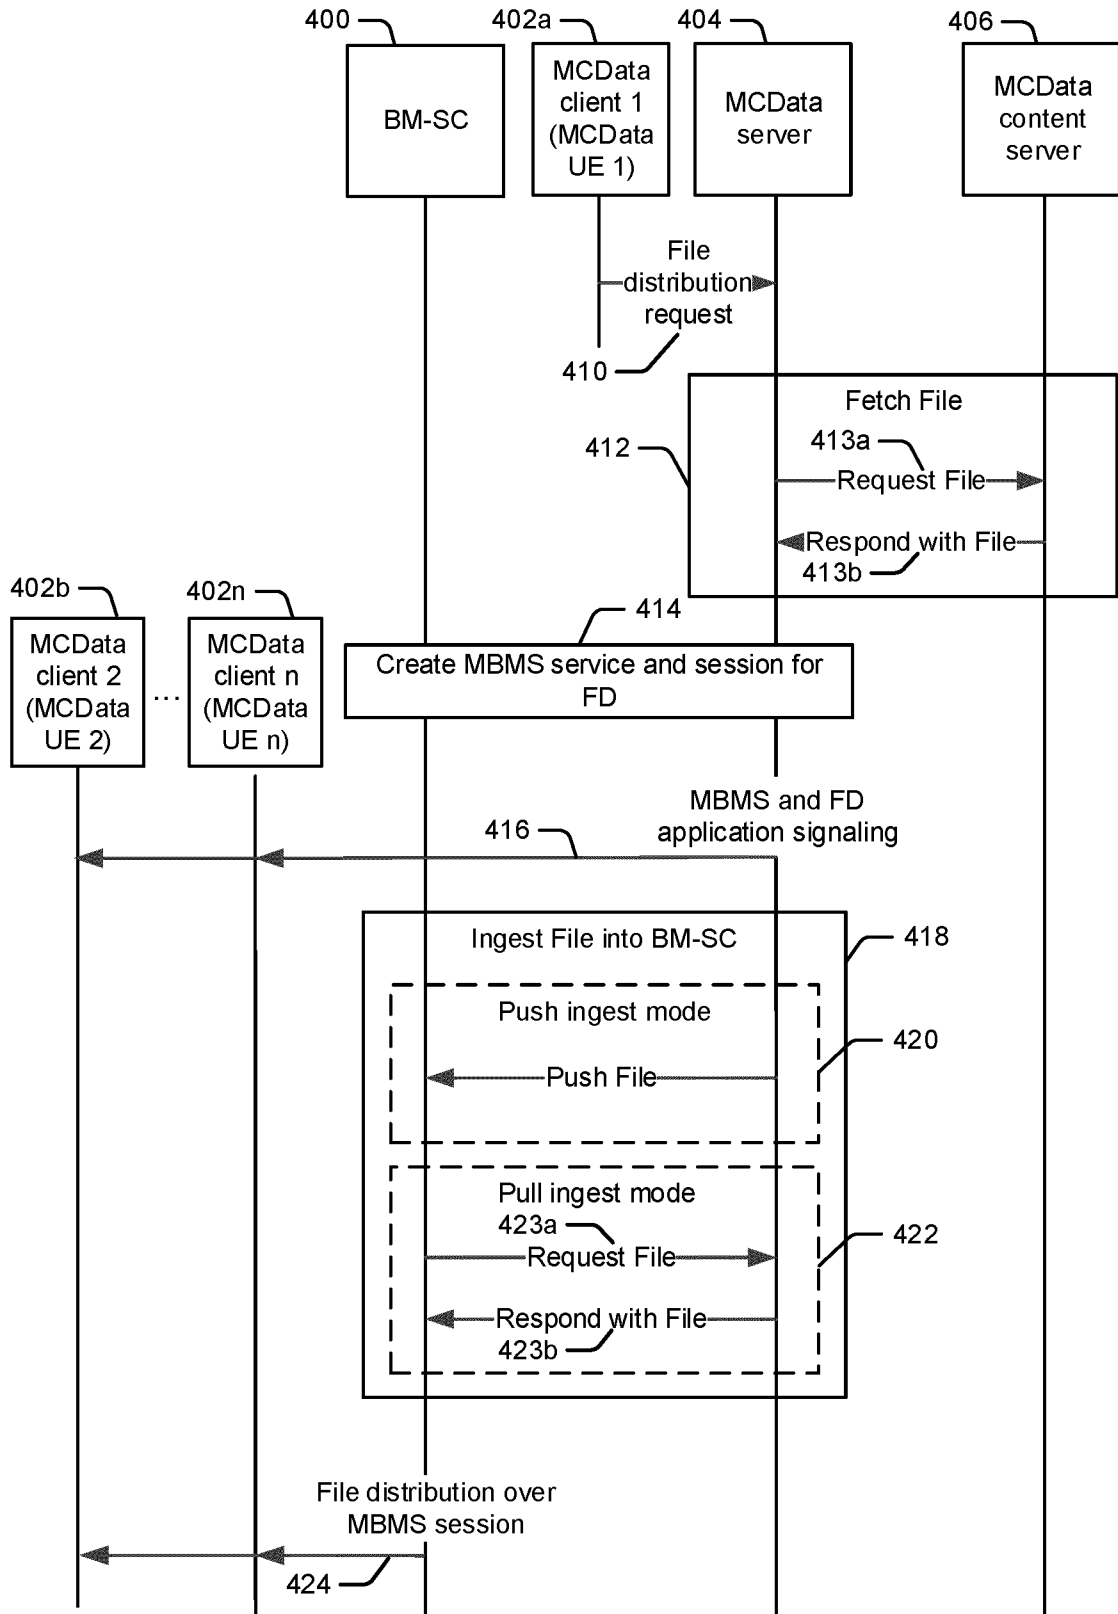 400
402a
404
406
BM-SC
MCData
client 1
(MCData
UE 1)
MCData
server
MCData
content
server
File
distribution
request
410
Fetch File
412
413a
Request File
Respond with File
413b
402b
402n
414
MCData
client 2
(MCData
UE 2)
...
MCData
client n
(MCData
UE n)
Create MBMS service and session for
FD
MBMS and FD
application signaling
416
Ingest File into BM-SC
418
Push ingest mode
420
Push File
Pull ingest mode
423a
422
Request File
Respond with File
423b
File distribution over
MBMS session
424